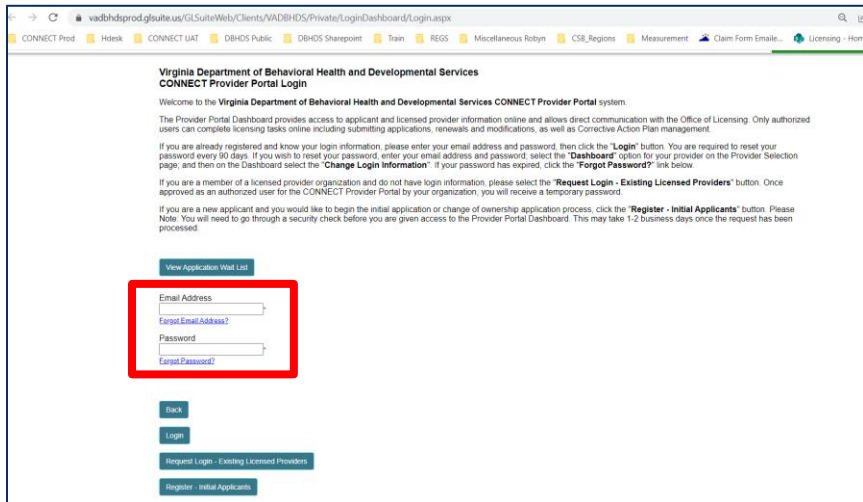 vadbhdsprod.glsuite.us/GLSuiteWeb/Clients/VADBHDS/Private/LoginDashboard/Login.aspx
CONNECT Prod Hdesk CONNECT UAT DBHDS Public DBHDS Sharepoint Train REGS Miscellaneous Robyn CSB_Regions Measurement Claim Form Emaile... Licensing - Hom
Virginia Department of Behavioral Health and Developmental Services
CONNECT Provider Portal Login
Welcome to the Virginia Department of Behavioral Health and Developmental Services CONNECT Provider Portal system.
The Provider Portal Dashboard provides access to applicant and licensed provider information online and allows direct communication with the Office of Licensing. Only authorized
users can complete licensing tasks online including submitting applications, renewals and modifications, as well as Corrective Action Plan management.
If you are already registered and know your login information, please enter your email address and password, then click the "Login" button. You are required to reset your
password every 90 days. If you wish to reset your password, enter your email address and password; select the "Dashboard" option for your provider on the Provider Selection
page; and then on the Dashboard select the "Change Login Information". If your password has expired, click the "Forgot Password?" link below.
If you are a member of a licensed provider organization and do not have login information, please select the "Request Login - Existing Licensed Providers" button. Once
approved as an authorized user for the CONNECT Provider Portal by your organization, you will receive a temporary password.
If you are a new applicant and you would like to begin the initial application or change of ownership application process, click the "Register - Initial Applicants" button. Please
Note: You will need to go through a security check before you are given access to the Provider Portal Dashboard. This may take 1-2 business days once the request has been
processed.
View Application Wait List
Email Address
*
Forgot Email Address?
Password
*
Forgot Password?
Back
Login
Request Login - Existing Licensed Providers
Register - Initial Applicants